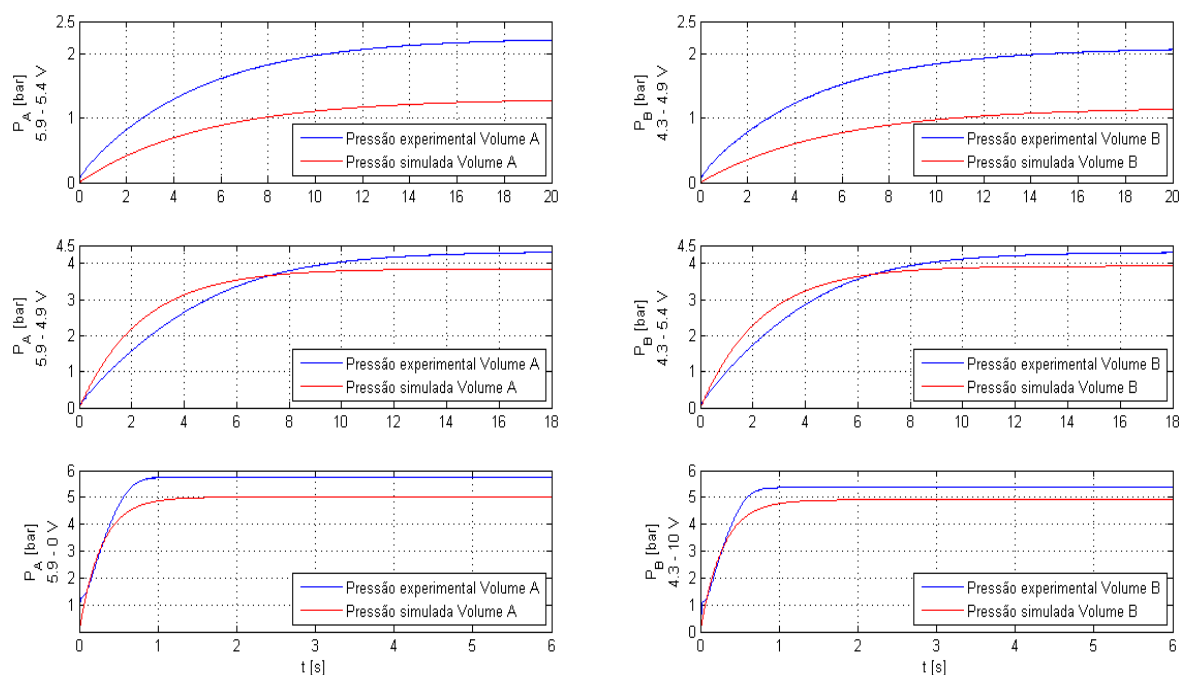 2.5
2
1
0
P_A [bar]
5.9 - 5.4 V
Pressão experimental Volume A
Pressão simulada Volume A
0 2 4 6 8 10 12 14 16 18 20
2.5
2
1
0
P_B [bar]
4.3 - 4.9 V
Pressão experimental Volume B
Pressão simulada Volume B
0 2 4 6 8 10 12 14 16 18 20
4.5
4
3
2
1
0
P_A [bar]
5.9 - 4.9 V
Pressão experimental Volume A
Pressão simulada Volume A
0 2 4 6 8 10 12 14 16 18
4.5
4
3
2
1
0
P_B [bar]
4.3 - 5.4 V
Pressão experimental Volume B
Pressão simulada Volume B
0 2 4 6 8 10 12 14 16 18
6
5
4
3
2
1
P_A [bar]
5.9 - 0 V
Pressão experimental Volume A
Pressão simulada Volume A
0 1 2 3 4 5 6
t [s]
6
5
4
3
2
1
P_B [bar]
4.3 - 10 V
Pressão experimental Volume B
Pressão simulada Volume B
0 1 2 3 4 5 6
t [s]